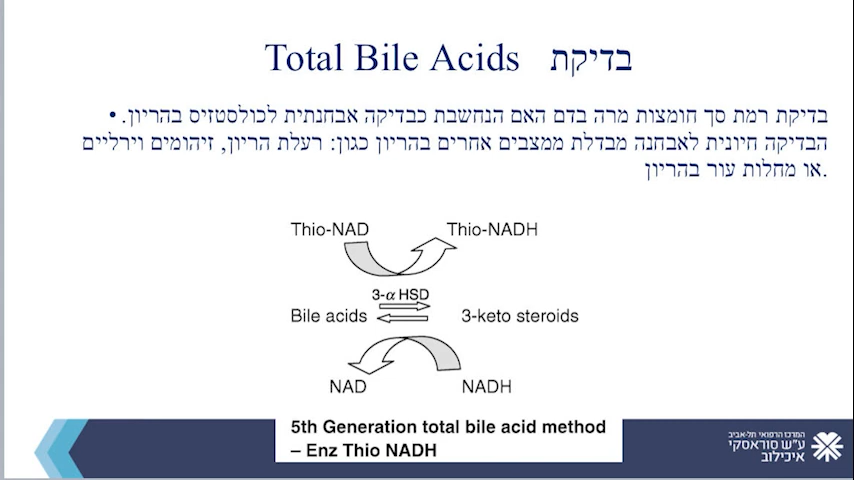 בדיקת Total Bile Acids
• בדיקת רמת סך חומצות מרה בדם האם הנחשבת כבדיקה אבחנתית לכולסטזיס בהריון.
הבדיקה חיונית לאבחנה מבדלת ממצבים אחרים בהריון כגון: רעלת הריון, זיהומים וירליים
או מחלות עור בהריון.
Thio-NAD Thio-NADH
3-α HSD
Bile acids 3-keto steroids
NAD NADH
5th Generation total bile acid method
– Enz Thio NADH
המרכז הרפואי תל-אביב
ע"ש סוראסקי
איכילוב